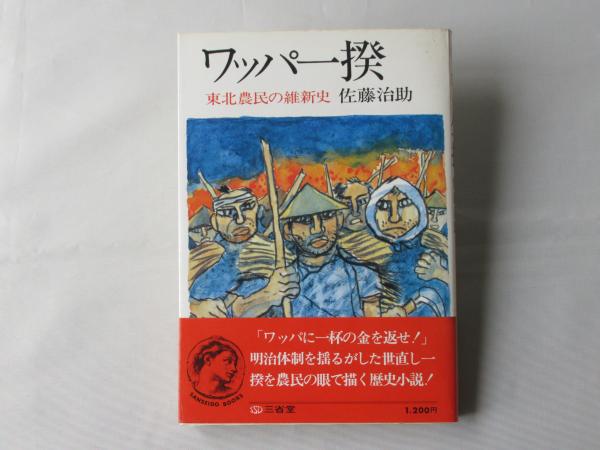 ワッパ一揆
東北農民の維新史 佐藤治助
「ワッパに一杯の金を返せ!」
明治体制を揺るがした世直し一
揆を農民の眼で描く歴史小説!
SANSEIDO BOOKS
SD 三省堂
1,200円